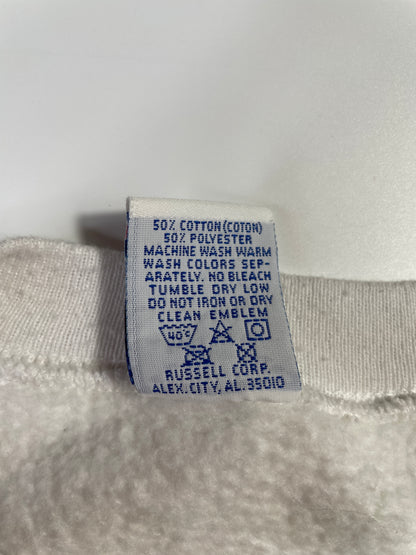 50% COTTON(COTON)
50% POLYESTER
MACHINE WASH WARM
WASH COLORS SEP-
ARATELY. NO BLEACH
TUMBLE DRY LOW
DO NOT IRON OR DRY
CLEAN EMBLEM
40°C
RUSSELL CORP.
ALEX. CITY, AL. 35010